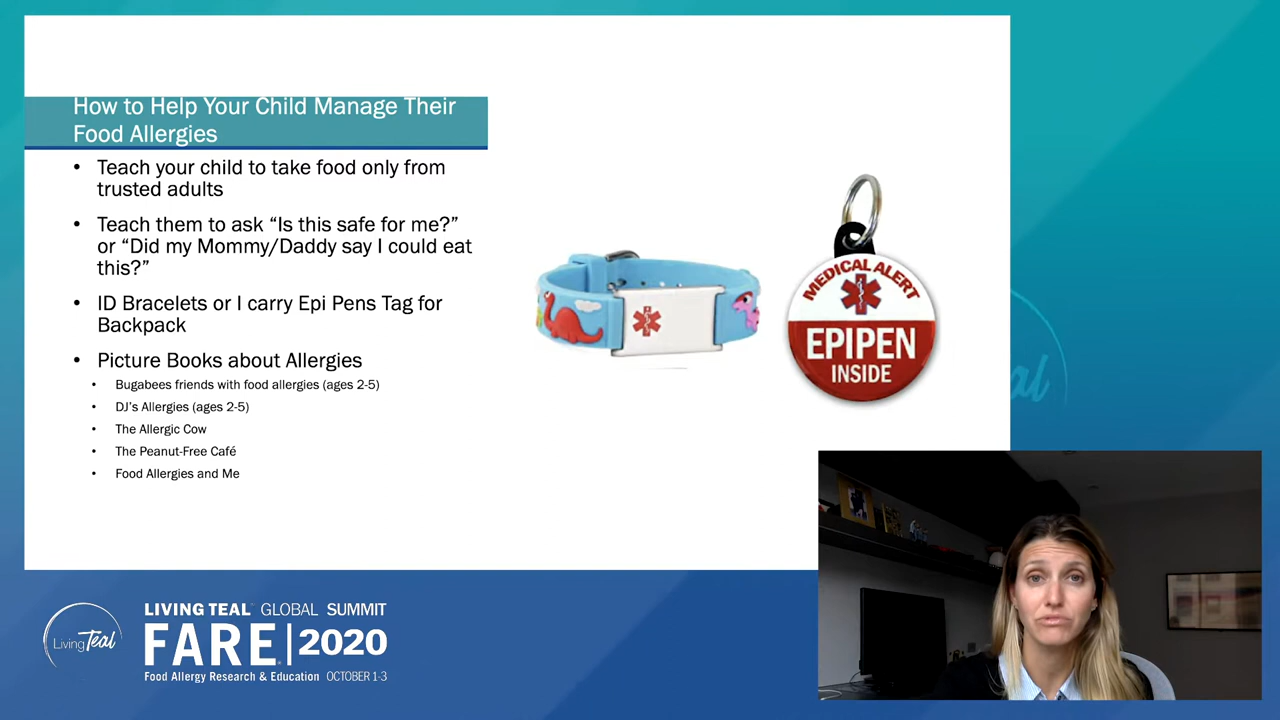 How to Help Your Child Manage Their
Food Allergies
• Teach your child to take food only from
trusted adults
• Teach them to ask “Is this safe for me?”
or “Did my Mommy/Daddy say I could eat
this?”
• ID Bracelets or I carry Epi Pens Tag for
Backpack
• Picture Books about Allergies
• Bugabees friends with food allergies (ages 2-5)
• DJ’s Allergies (ages 2-5)
• The Allergic Cow
• The Peanut-Free Café
• Food Allergies and Me
MEDICAL ALERT
EPIPEN
INSIDE
Living Teal
LIVING TEAL GLOBAL SUMMIT
FARE® | 2020
Food Allergy Research & Education OCTOBER 1-3